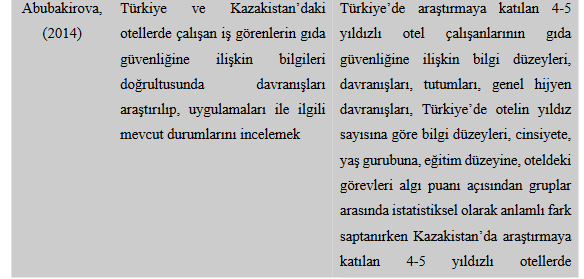 Abubakirova,
(2014)
Türkiye ve Kazakistan’daki
otellerde çalışan iş görenlerin gıda
güvenliğine ilişkin bilgileri
doğrultusunda davranışları
araştırılıp, uygulamaları ile ilgili
mevcut durumlarını incelemek
Türkiye’de araştırmaya katılan 4-5
yıldızlı otel çalışanlarının gıda
güvenliğine ilişkin bilgi düzeyleri,
davranışları, tutumları, genel hijyen
davranışları, Türkiye’de otelin yıldız
sayısına göre bilgi düzeyleri, cinsiyete,
yaş gurubuna, eğitim düzeyine, oteldeki
görevleri algı puanı açısından gruplar
arasında istatistiksel olarak anlamlı fark
saptanırken Kazakistan’da araştırmaya
katılan 4-5 yıldızlı otellerde